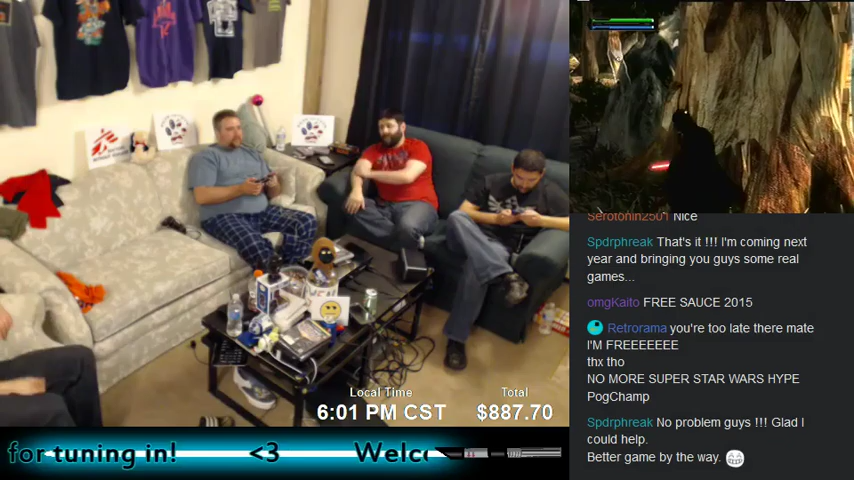 Serotonin2501 Nice
Spdrphreak That's it !!! I'm coming next
year and bringing you guys some real
games...
omgKaito FREE SAUCE 2015
Retrorama you're too late there mate
I'M FREEEEEEE
thx tho
NO MORE SUPER STAR WARS HYPE
PogChamp
Spdrphreak No problem guys !!! Glad I
could help.
Better game by the way.
Local Time
6:01 PM CST
Total
$887.70
for tuning in!
<3
Welc